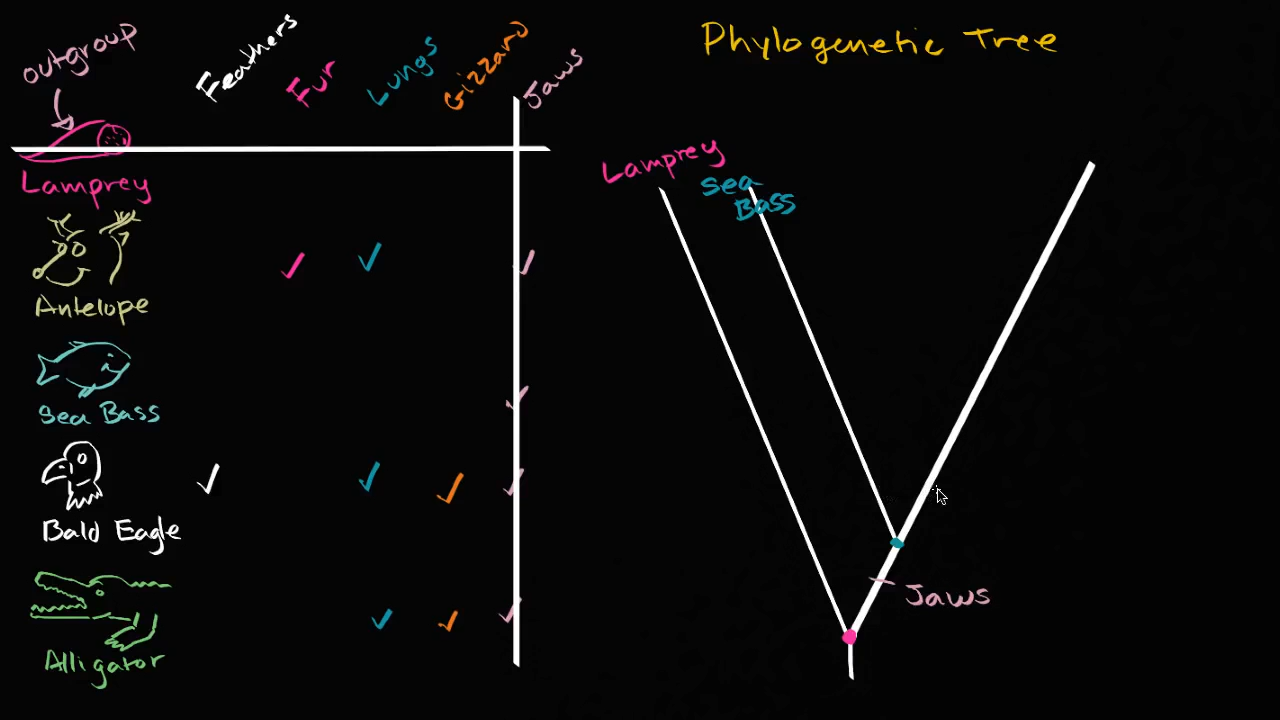 outgroup
Feathers
Fur
Lungs
Gizzard
Jaws
Phylogenetic Tree
Lamprey
Antelope
Sea Bass
Bald Eagle
Alligator
Lamprey
Sea
Bass
Jaws